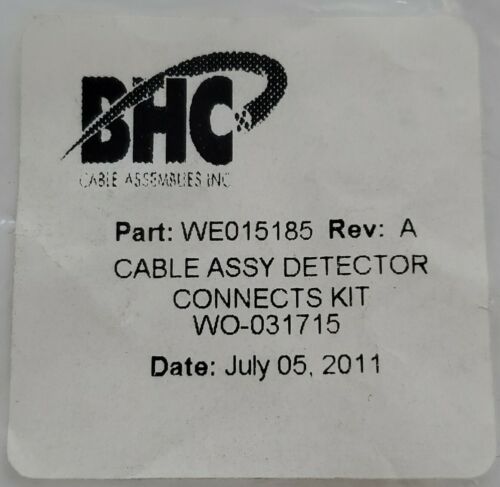 BHC
CABLE ASSEMBLIES INC
Part: WE015185 Rev: A
CABLE ASSY DETECTOR
CONNECTS KIT
WO-031715
Date: July 05, 2011